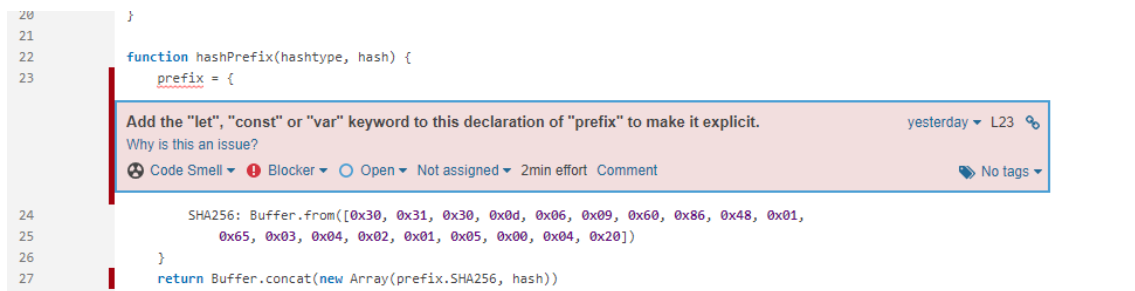 20 }
21
22 function hashPrefix(hashtype, hash) {
23 prefix = {
Add the "let", "const" or "var" keyword to this declaration of "prefix" to make it explicit. yesterday L23
Why is this an issue?
Code Smell Blocker Open Not assigned 2min effort Comment No tags
24 SHA256: Buffer.from([0x30, 0x31, 0x30, 0x0d, 0x06, 0x09, 0x60, 0x86, 0x48, 0x01,
25 0x65, 0x03, 0x04, 0x02, 0x01, 0x05, 0x00, 0x04, 0x20])
26 }
27 return Buffer.concat(new Array(prefix.SHA256, hash))